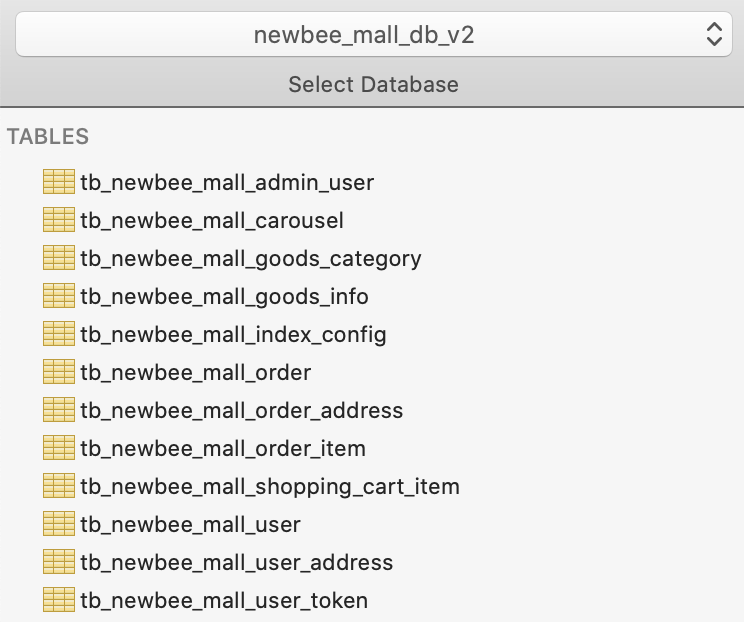 newbee_mall_db_v2
Select Database
TABLES
tb_newbee_mall_admin_user
tb_newbee_mall_carousel
tb_newbee_mall_goods_category
tb_newbee_mall_goods_info
tb_newbee_mall_index_config
tb_newbee_mall_order
tb_newbee_mall_order_address
tb_newbee_mall_order_item
tb_newbee_mall_shopping_cart_item
tb_newbee_mall_user
tb_newbee_mall_user_address
tb_newbee_mall_user_token